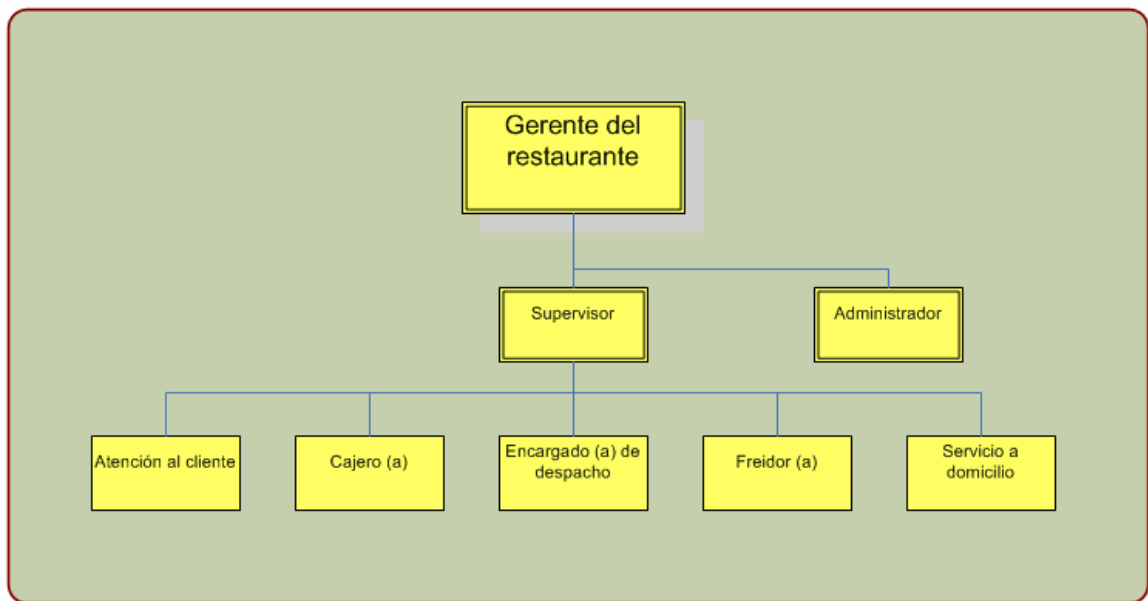 Gerente del
restaurante
Supervisor
Administrador
Atención al cliente
Cajero (a)
Encargado (a) de
despacho
Freidor (a)
Servicio a
domicilio